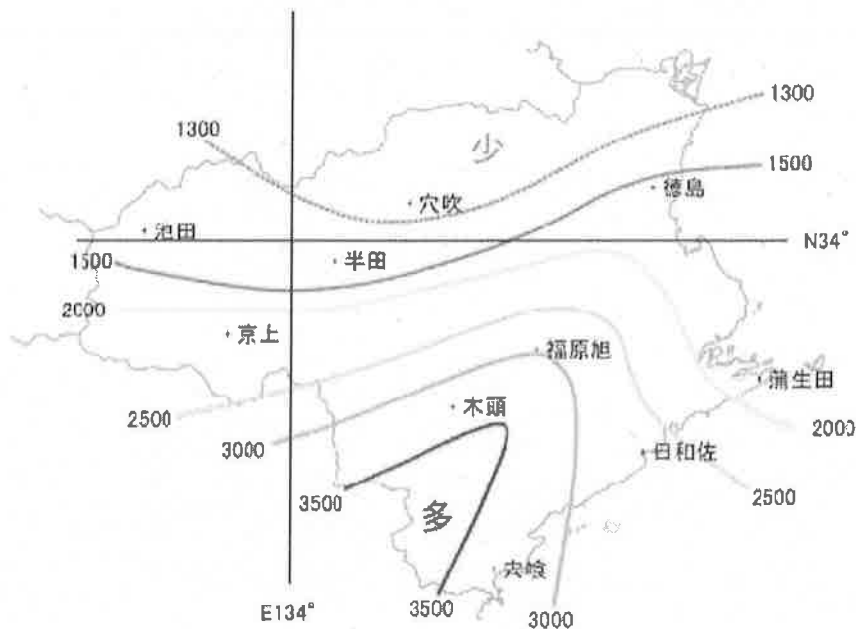 1300
1300
少
1500
徳島
穴吹
池田
N34°
半田
1500
2000
京上
福原旭
蒲生田
木頭
2500
2000
3000
日和佐
3500
2500
多
宍喰
E134°
3500
3000